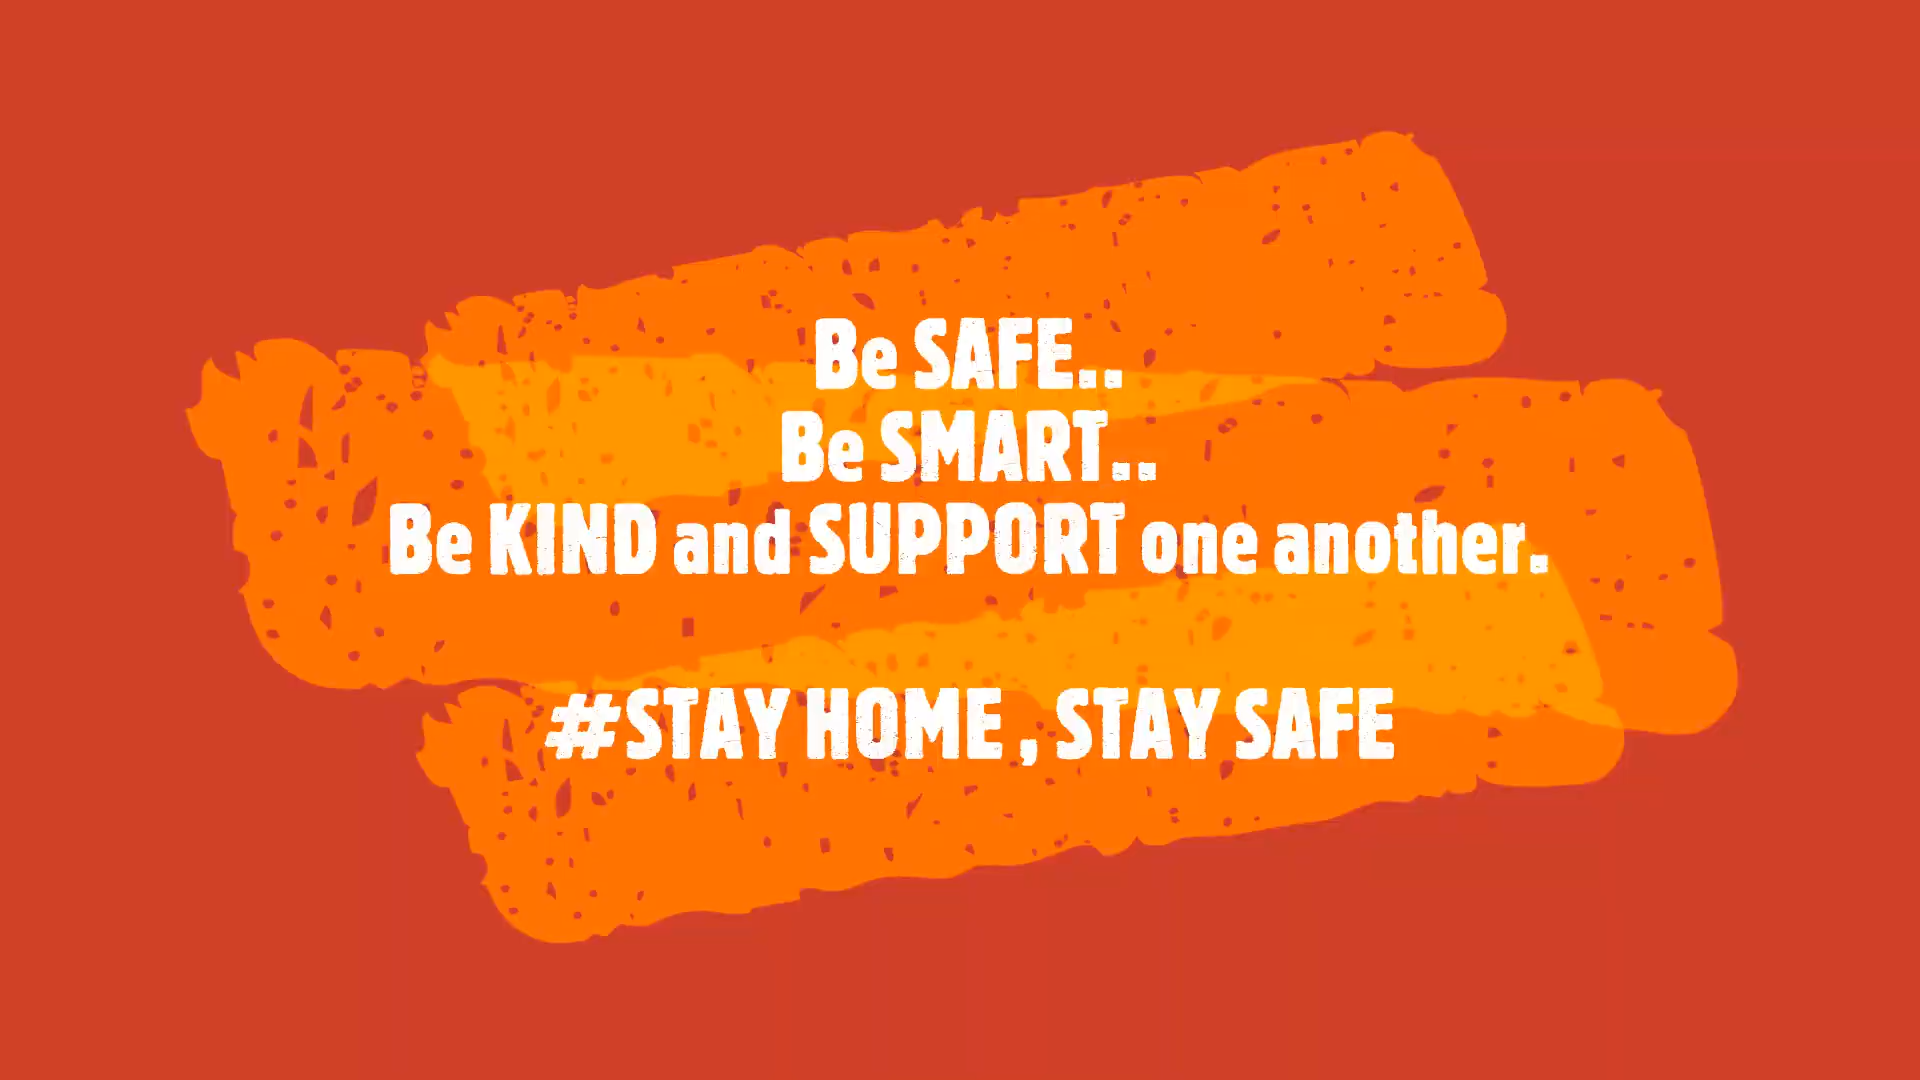 Be SAFE..
Be SMART..
Be KIND and SUPPORT one another.
#STAY HOME, STAY SAFE